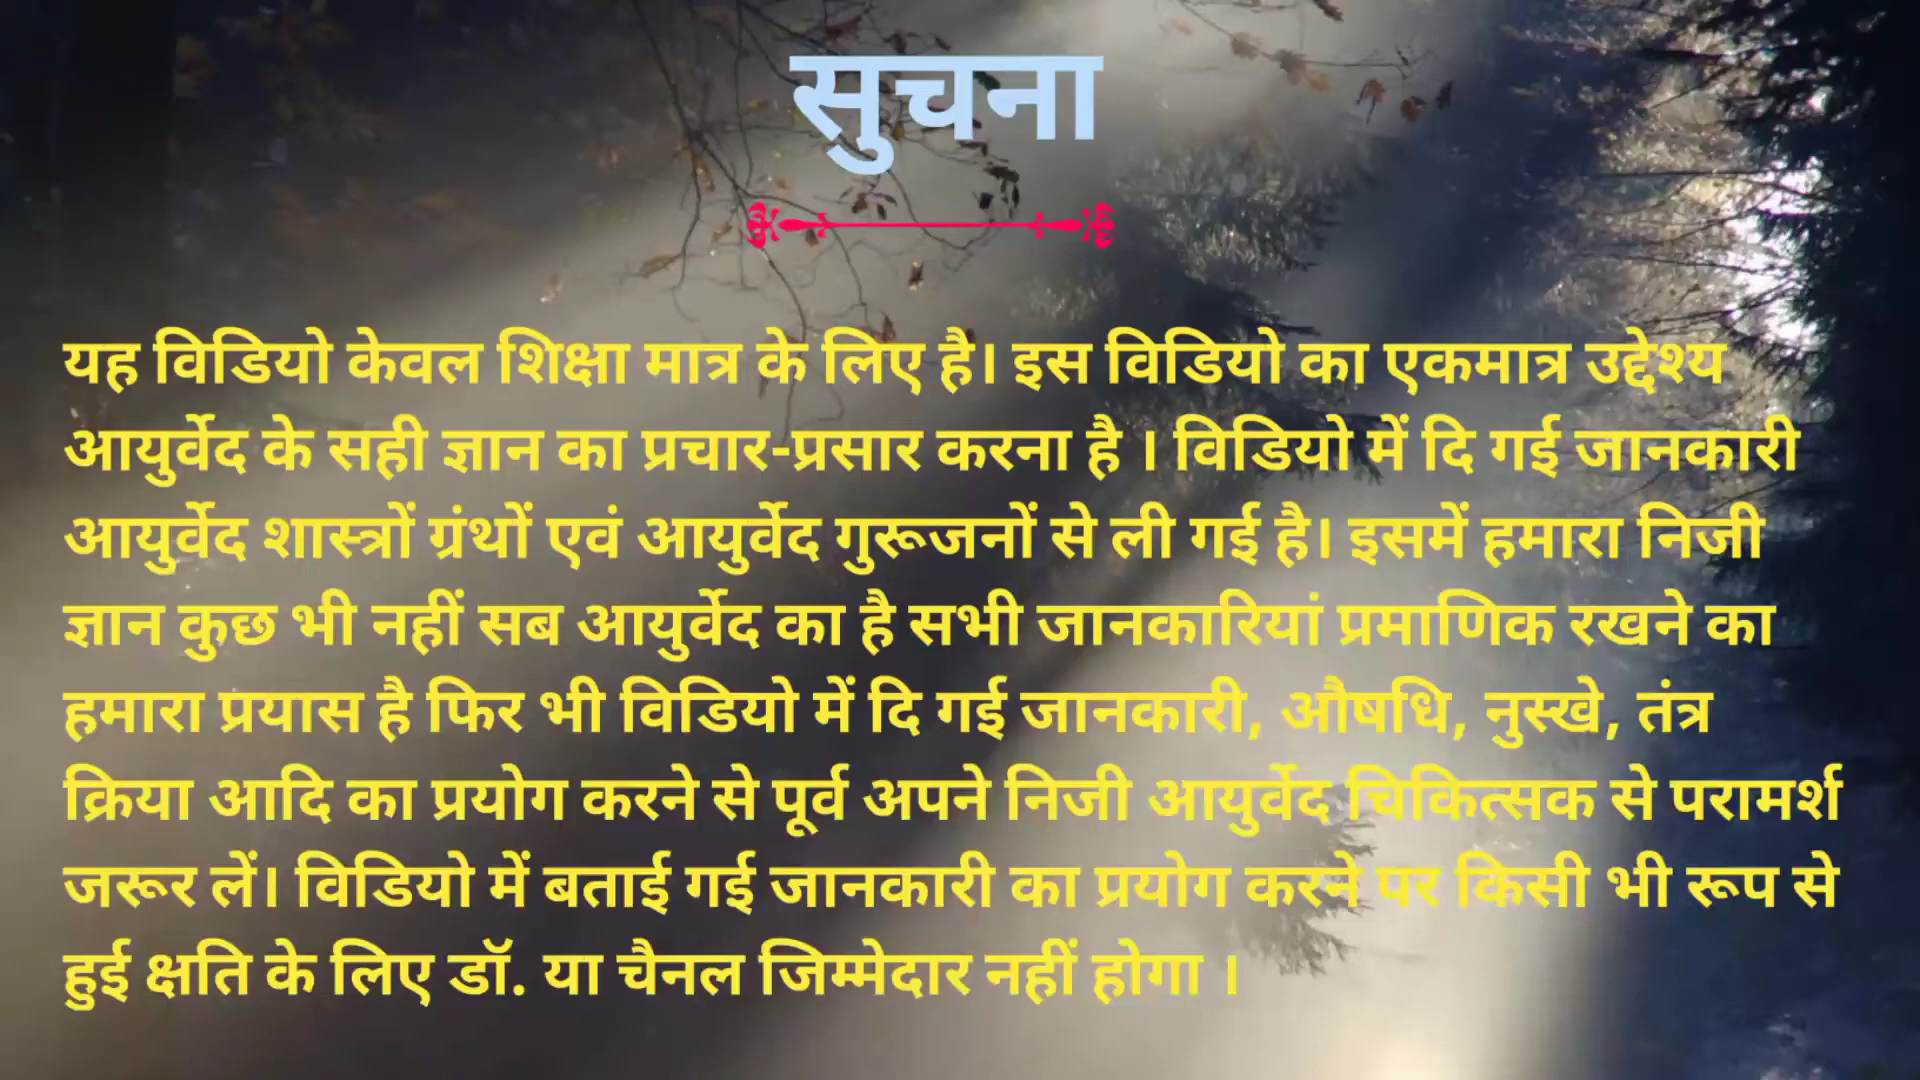 सुचना
यह विडियो केवल शिक्षा मात्र के लिए है। इस विडियो का एकमात्र उद्देश्य
आयुर्वेद के सही ज्ञान का प्रचार-प्रसार करना है । विडियो में दि गई जानकारी
आयुर्वेद शास्त्रों ग्रंथों एवं आयुर्वेद गुरूजनों से ली गई है। इसमें हमारा निजी
ज्ञान कुछ भी नहीं सब आयुर्वेद का है सभी जानकारियां प्रमाणिक रखने का
हमारा प्रयास है फिर भी विडियो में दि गई जानकारी, औषधि, नुस्खे, तंत्र
क्रिया आदि का प्रयोग करने से पूर्व अपने निजी आयुर्वेद चिकित्सक से परामर्श
जरूर लें। विडियो में बताई गई जानकारी का प्रयोग करने पर किसी भी रूप से
हुई क्षति के लिए डॉ. या चैनल जिम्मेदार नहीं होगा ।